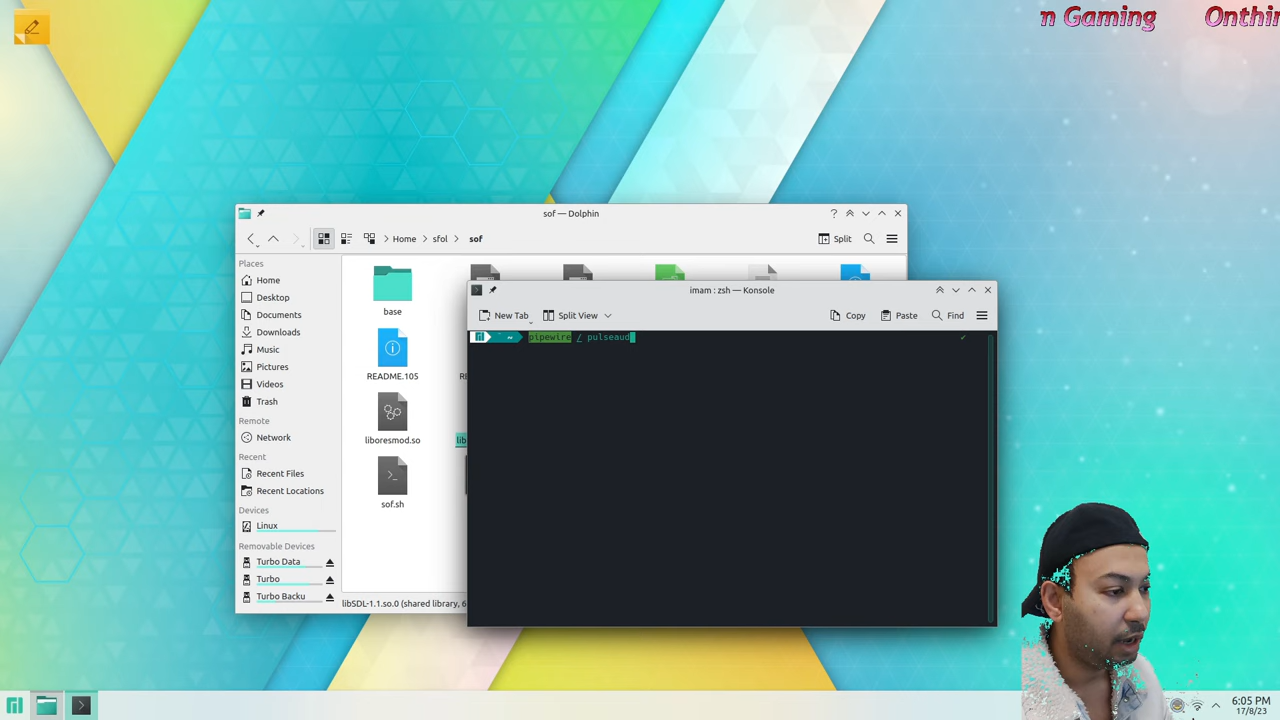 n Gaming Onthi
sof — Dolphin
Home sfol sof
Split
Places
Home
Desktop
Documents
Downloads
Music
Pictures
Videos
Trash
Remote
Network
Recent
Recent Files
Recent Locations
Devices
Linux
Removable Devices
Turbo Data
Turbo
Turbo Backu
base
README.105
liboresmod.so
lib
sof.sh
libSDL-1.1.so.0 (shared library, 6
imam : zsh — Konsole
New Tab
Split View
Copy
Paste
Find
~ pipewire / pulseaud
6:05 PM
17/8/23